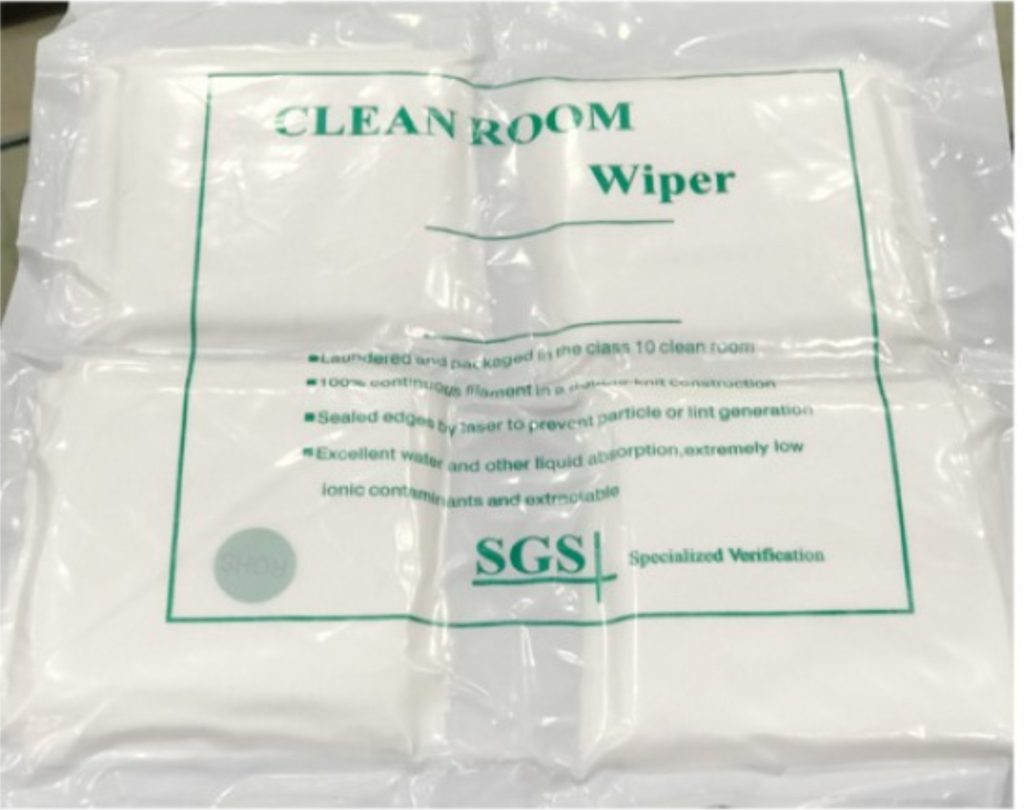 CLEAN ROOM
Wiper
▪Laundered and packaged in the class 10 clean room
▪100% continuous filament in a knit construction
▪Sealed edges by laser to prevent particle or lint generation
▪Excellent water and other liquid absorption,extremely low
ionic contaminants and extractable
SGS Specialized Verification
ROHS